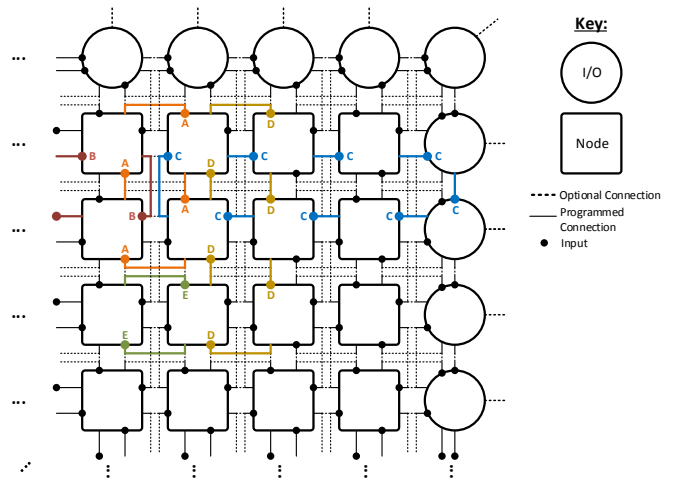 Key:
I/O
Node
Optional Connection
Programmed
Connection
Input
...
A
D
B
C
C
C
C
A
D
A
D
C
B
C
C
C
A
D
...
E
D
E
D
...
...
...